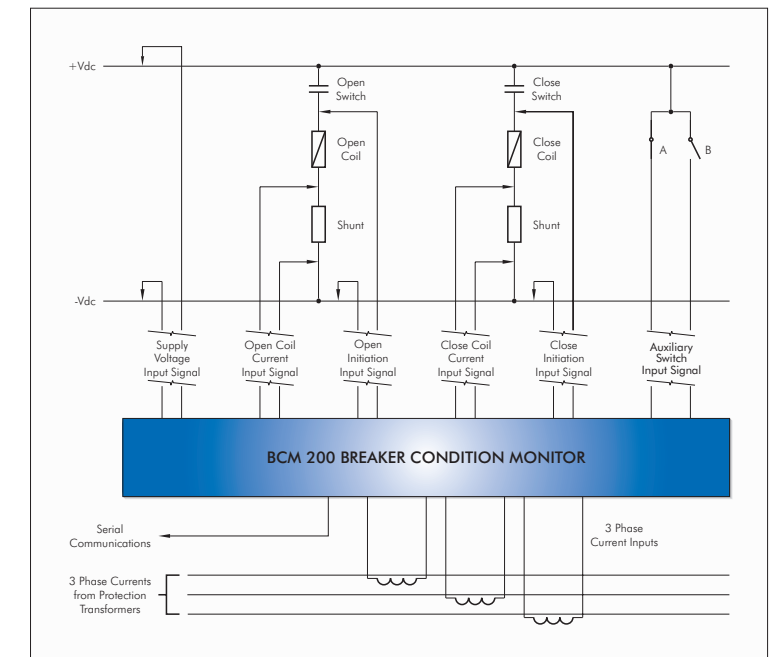 +Vdc
Open
Switch
Close
Switch
Open
Coil
Close
Coil
A
B
Shunt
Shunt
-Vdc
Supply
Voltage
Input Signal
Open Coil
Current
Input Signal
Open
Initiation
Input Signal
Close Coil
Current
Input Signal
Close
Initiation
Input Signal
Auxiliary
Switch
Input Signal
BCM 200 BREAKER CONDITION MONITOR
Serial
Communications
3 Phase
Current Inputs
3 Phase Currents
from Protection
Transformers